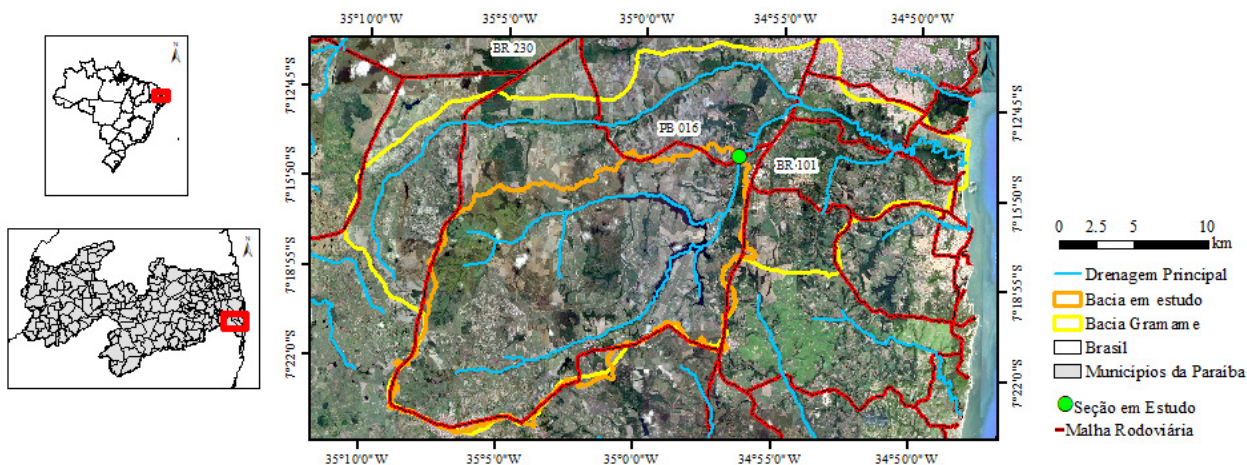 35°10'0"W 35°5'0"W 35°0'0"W 34°55'0"W 34°50'0"W
N
N
N
BR 230
PB 016
BR 101
7°12'45"S
7°15'50"S
7°18'55"S
7°22'0"S
7°12'45"S
7°15'50"S
7°18'55"S
7°22'0"S
35°10'0"W 35°5'0"W 35°0'0"W 34°55'0"W 34°50'0"W
0 2.5 5 10
km
Drenagem Principal
Bacia em estudo
Bacia Gramame
Brasil
Municípios da Paraíba
Seção em Estudo
Malha Rodoviária